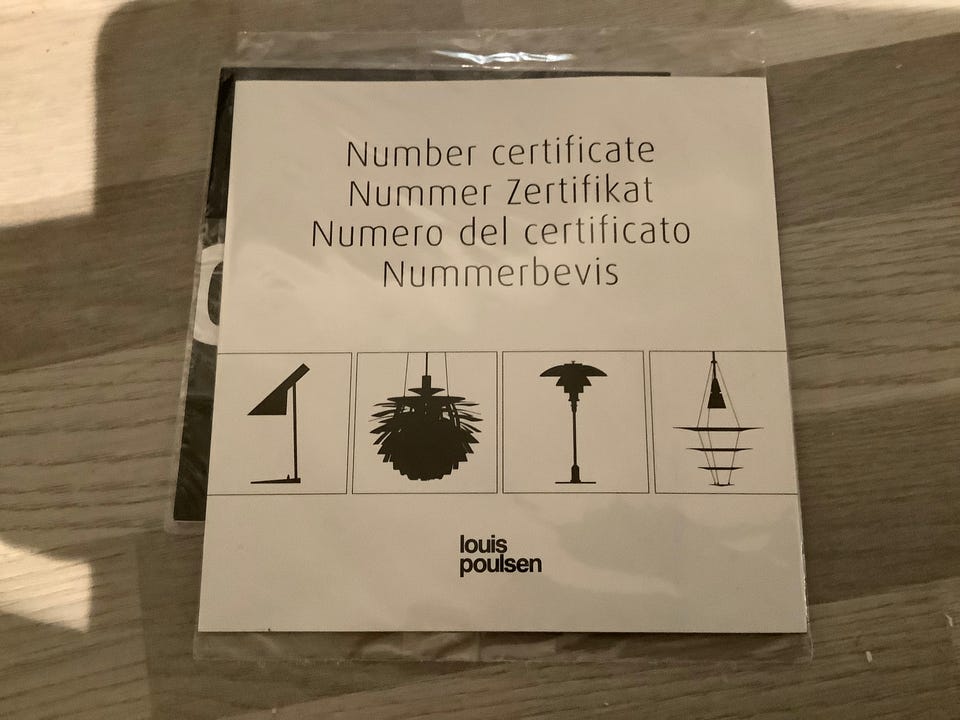 Number certificate
Nummer Zertifikat
Numero del certificato
Nummerbevis
louis
poulsen